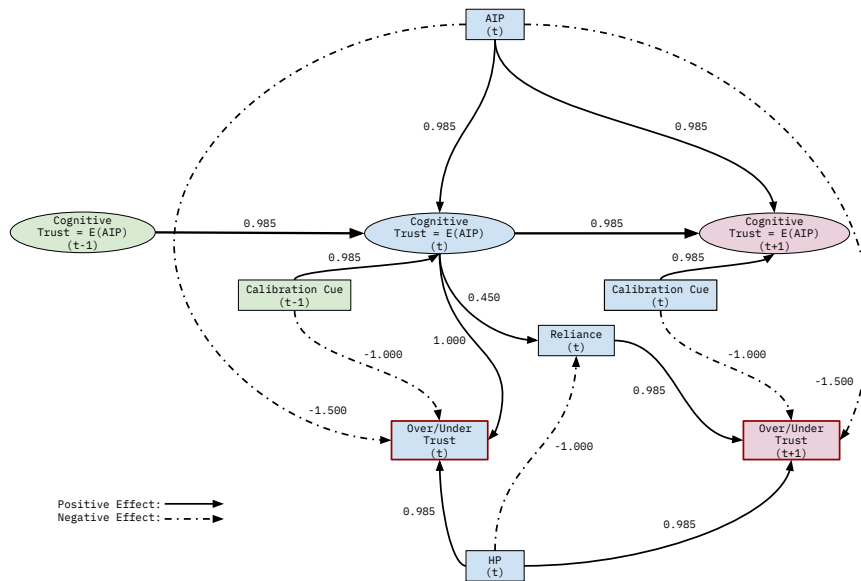 AIP
(t)
0.985
0.985
Cognitive
Trust = E(AIP)
(t-1)
0.985
Cognitive
Trust = E(AIP)
(t)
0.985
Cognitive
Trust = E(AIP)
(t+1)
0.985
Calibration Cue
(t-1)
0.985
Calibration Cue
(t)
0.450
1.000
Reliance
(t)
-1.000
-1.000
-1.500
0.985
-1.500
Over/Under
Trust
(t)
-1.000
Over/Under
Trust
(t+1)
Positive Effect:
Negative Effect:
0.985
0.985
HP
(t)